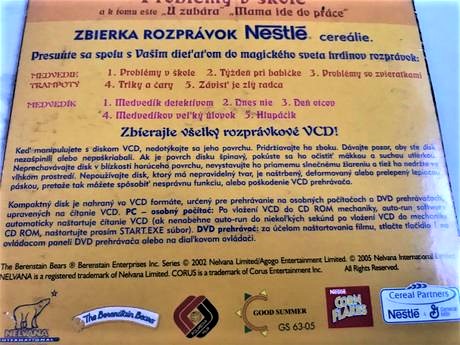 Problémy v škole
a k tomu ešte „U zubára“ „Mama ide do práce“
ZBIERKA ROZPRÁVOK Nestlé cereálie.
Presuňte sa spolu s Vašim dieťaťom do magického sveta hrdinov rozprávok:
MEDVEDIE 1. Problémy v škole 2. Týždeň pri babičke 3. Problémy so zvieratkami
TRAMPOTY 4. Triky a čary 5. Závisť je zlý radca
MEDVEDÍK 1. Medvedík detektívom 2. Dnes nie 3. Deň otcov
4. Medvedíkov veľký úlovok 5. Hlupáčik
Zbierajte všetky rozprávkové VCD!
Keď manipulujete s diskom VCD, nedotýkajte sa jeho povrchu. Pridržiavajte ho zboku. Dávajte pozor, aby ste disk
nezašpinili alebo nepoškriabali. Ak je povrch disku špinavý, pokúste sa ho očistiť mäkkou a suchou utierkou.
Neprechovávajte disk v blízkosti horúceho povrchu, nevystavujte ho priamemu slnečnému žiareniu a tiež ho nedržte vo
vlhkom prostredí. Nepoužívajte disk, ktorý má nepravidelný tvar, je naštrbený, deformovaný alebo prelepený lepiacou
páskou, pretože tak môžete spôsobiť nesprávnu funkciu, alebo poškodenie VCD prehrávača.
Kompaktný disk je nahraný vo VCD formáte, určený pre prehrávanie na osobných počítačoch a DVD prehrávačoch,
upravených na čítanie VCD. PC – osobný počítač: Po vložení VCD do CD ROM mechaniky, auto-run software
automaticky naštartuje čítanie VCD (ak nenabehne auto-run do niekoľkých sekúnd po vložení VCD do mechaniky
CD ROM, naštartujte prosím START.EXE súbor). DVD prehrávač: za účelom naštartovania filmu, stlačte tlačidlo
ovládacom paneli DVD prehrávača alebo na diaľkovom ovládači.
The Berenstain Bears ® Berenstain Enterprises Inc. Series © 2002 Nelvana Limited/Agogo Entertainment. © 2005 Nelvana International Limited.
NELVANA is a registered trademark of Nelvana Limited. CORUS is a trademark of Corus Entertainment Inc. All Rights Reserved.
NELVANA
INTERNATIONAL
The Berenstain Bears
GOOD SUMMER
GS 63-05
Nestlé
CORN
FLAKES
Cereal Partners
Nestlé General Mills